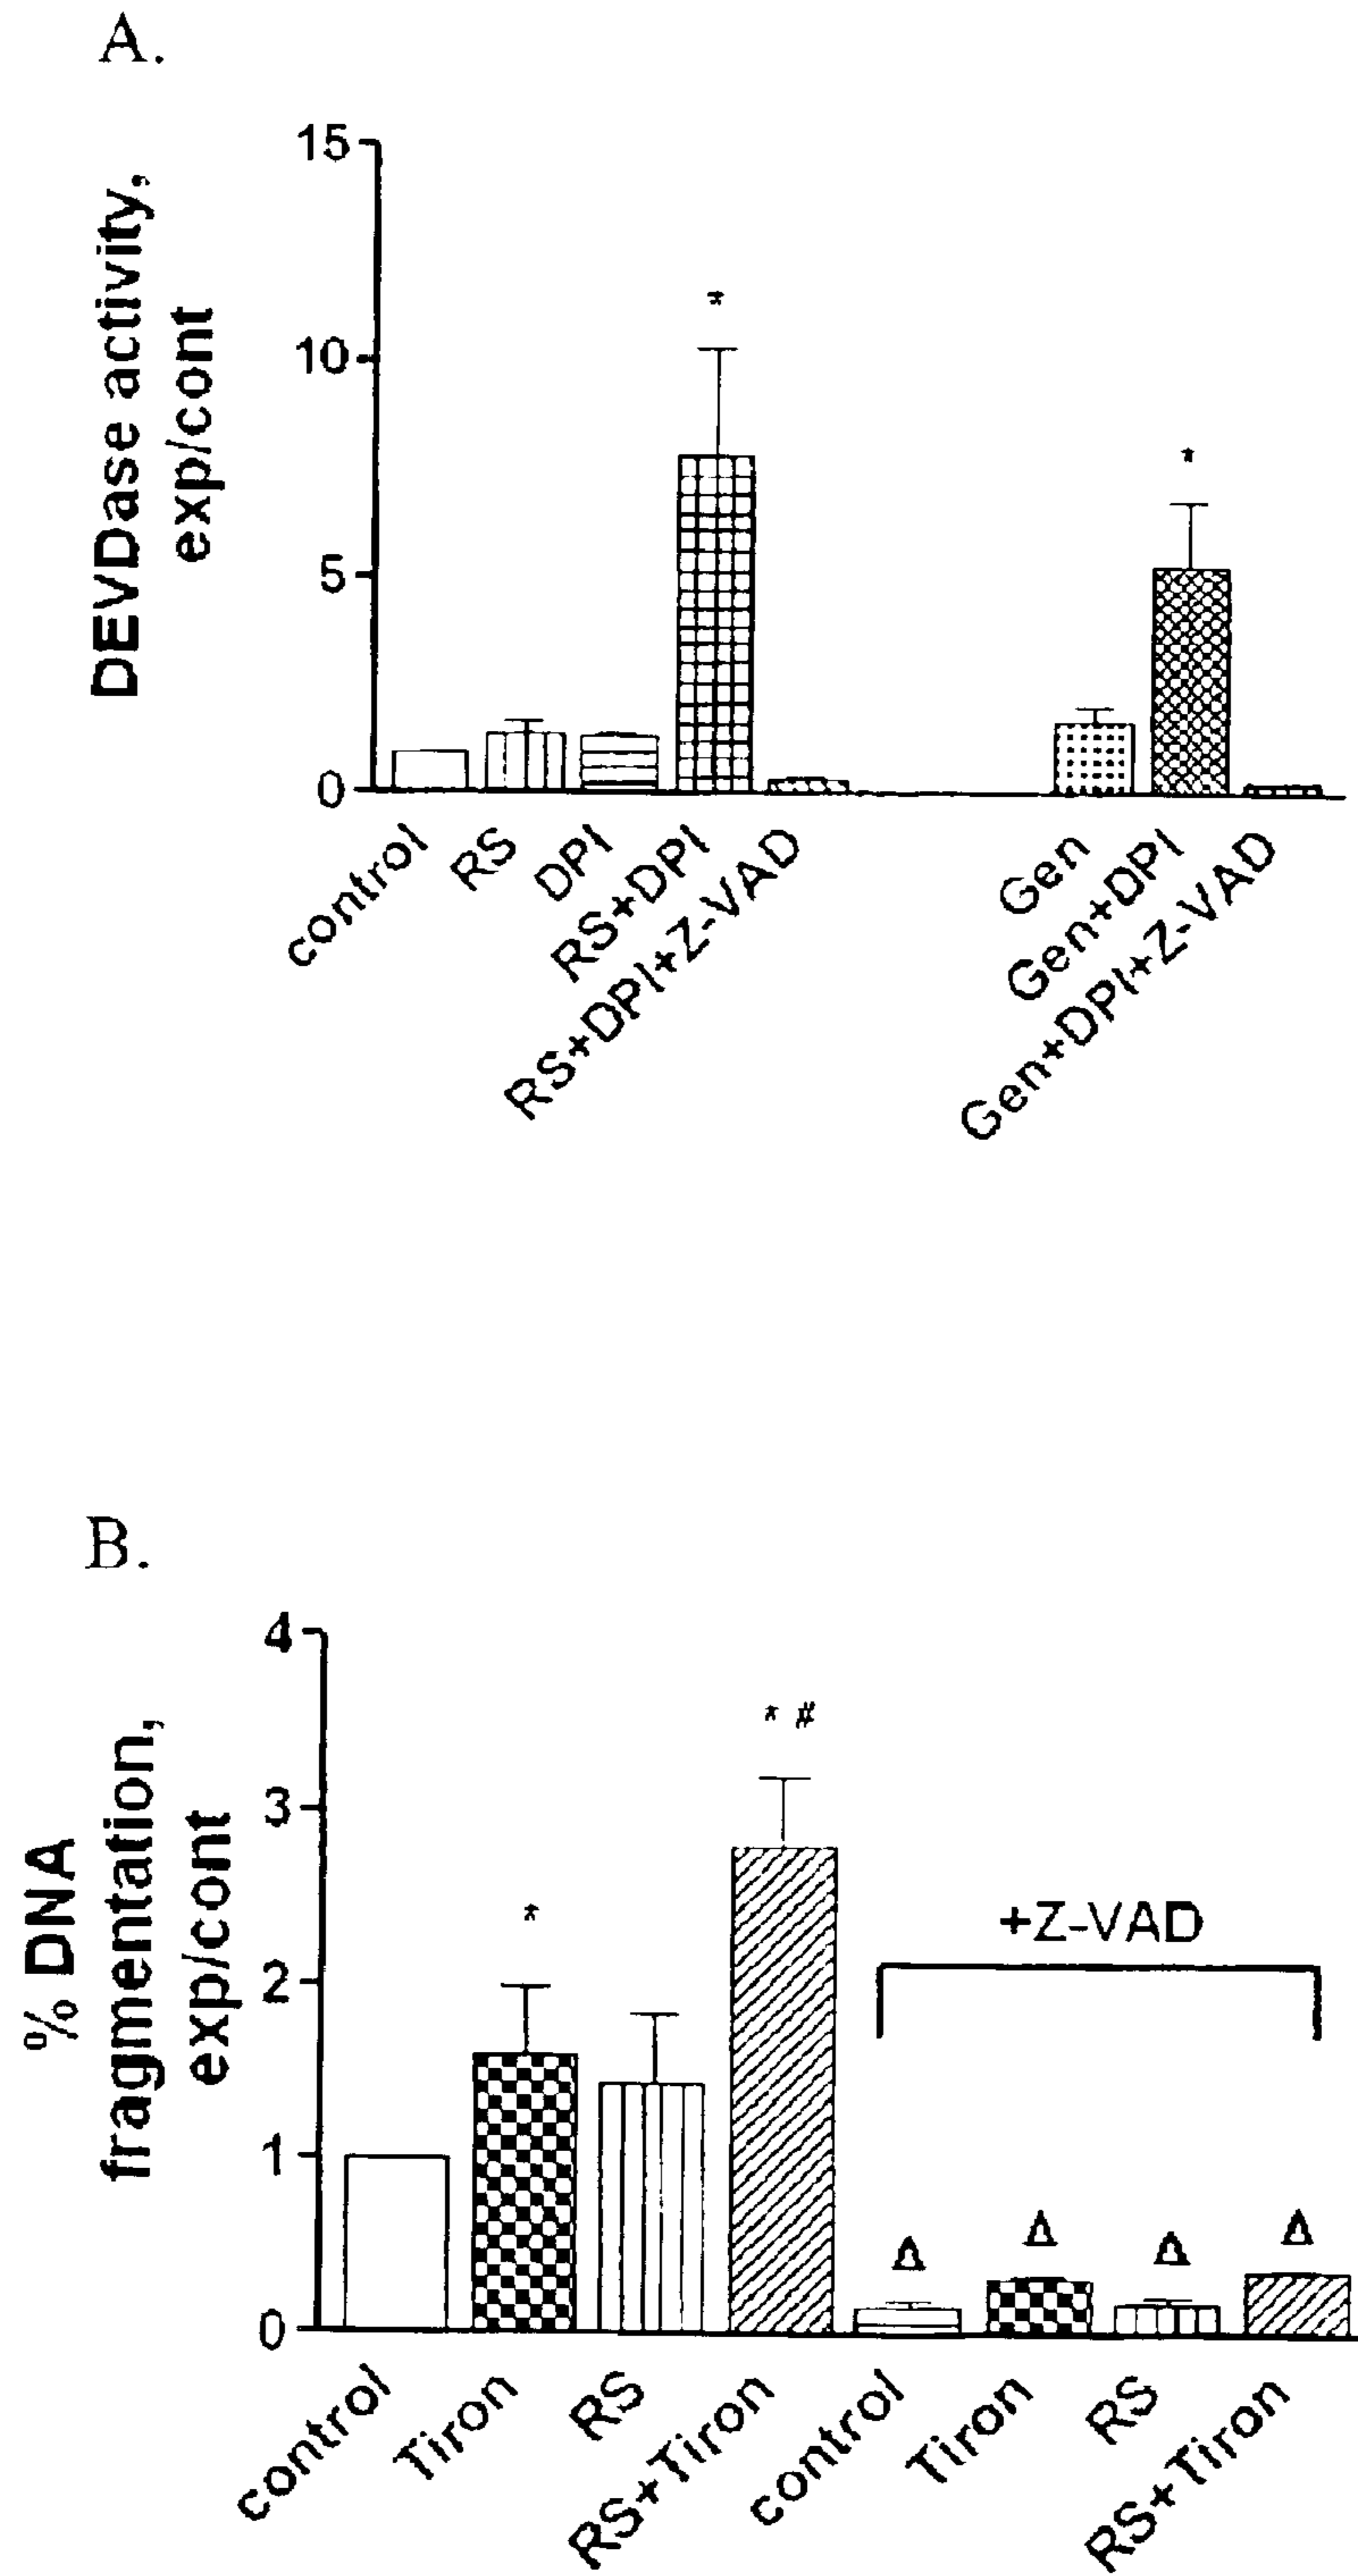 A.
DEVDase activity,
exp/cont
15
10
5
0
*
*
control
RS
DPI
RS+DPI
RS+DPI+Z-VAD
Gen
Gen+DPI
Gen+DPI+Z-VAD
B.
% DNA
fragmentation,
exp/cont
4
3
2
1
0
*
* #
+Z-VAD
Δ
Δ
Δ
Δ
control
Tiron
RS
RS+Tiron
control
Tiron
RS
RS+Tiron